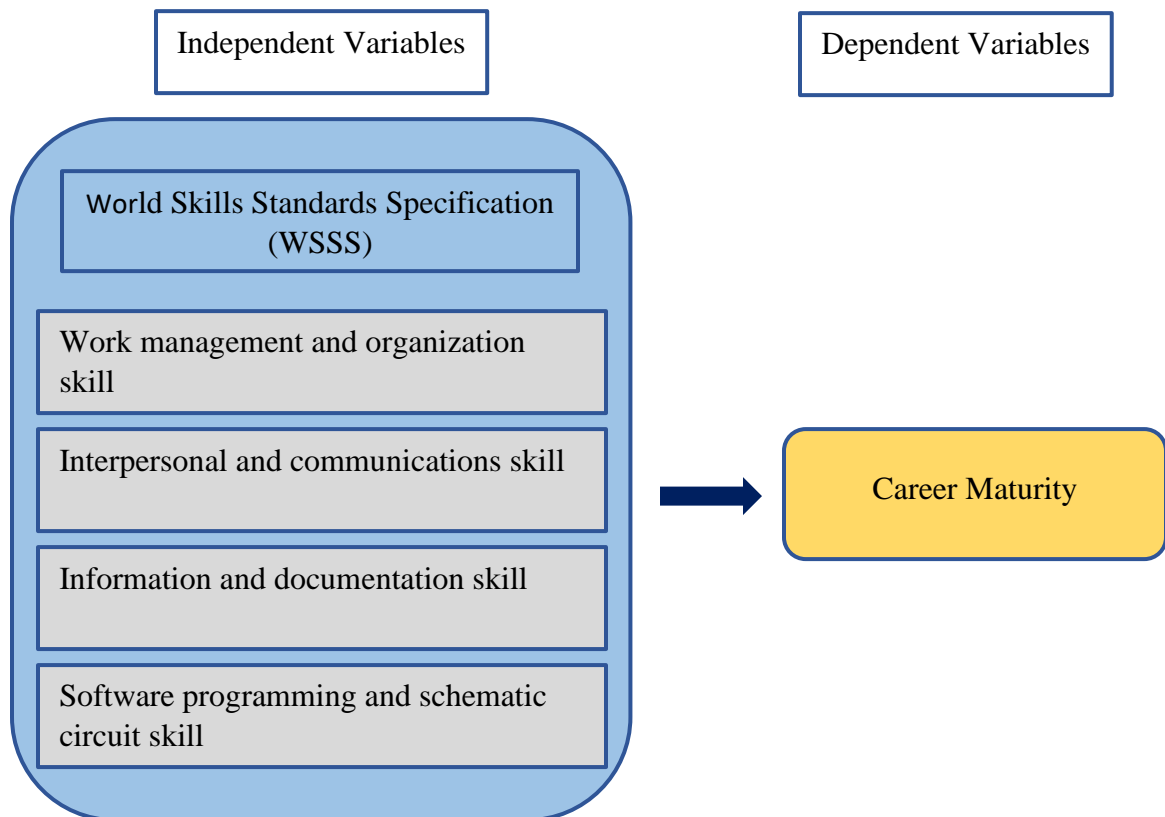 Independent Variables
Dependent Variables
World Skills Standards Specification
(WSSS)
Work management and organization
skill
Interpersonal and communications skill
Career Maturity
Information and documentation skill
Software programming and schematic
circuit skill